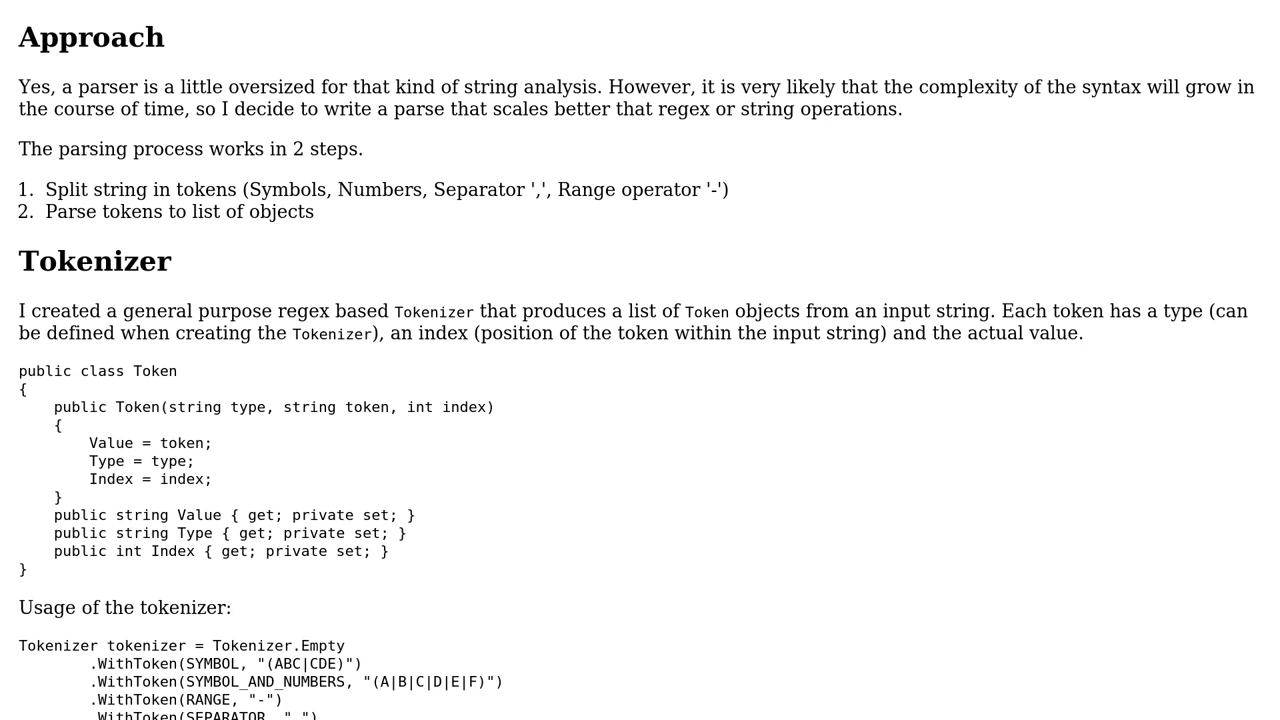 Approach
Yes, a parser is a little oversized for that kind of string analysis. However, it is very likely that the complexity of the syntax will grow in
the course of time, so I decide to write a parse that scales better that regex or string operations.
The parsing process works in 2 steps.
1. Split string in tokens (Symbols, Numbers, Separator ',', Range operator '-')
2. Parse tokens to list of objects
Tokenizer
I created a general purpose regex based Tokenizer that produces a list of Token objects from an input string. Each token has a type (can
be defined when creating the Tokenizer), an index (position of the token within the input string) and the actual value.
public class Token
{
    public Token(string type, string token, int index)
    {
        Value = token;
        Type = type;
        Index = index;
    }
    public string Value { get; private set; }
    public string Type { get; private set; }
    public int Index { get; private set; }
}
Usage of the tokenizer:
Tokenizer tokenizer = Tokenizer.Empty
        .WithToken(SYMBOL, "(ABC|CDE)")
        .WithToken(SYMBOL_AND_NUMBERS, "(A|B|C|D|E|F)")
        .WithToken(RANGE, "-")
        .WithToken(SEPARATOR, ",")